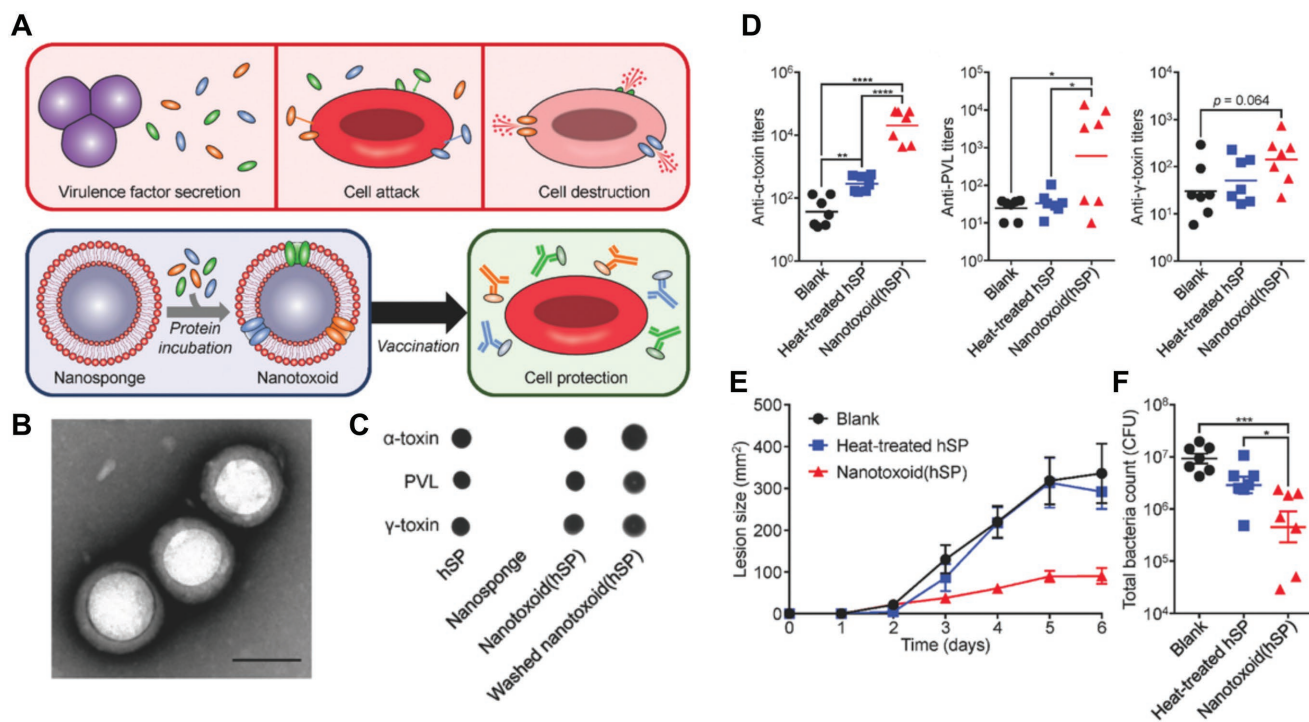 A
Virulence factor secretion
Cell attack
Cell destruction
Nanosponge
Protein
incubation
Nanotoxoid
Vaccination
Cell protection
B
C
α-toxin
PVL
γ-toxin
hSP
Nanosponge
Nanotoxoid(hSP)
Washed nanotoxoid(hSP)
D
Anti-α-toxin titers
10⁶
10⁴
10²
10⁰
****
****
**
Blank
Heat-treated hSP
Nanotoxoid(hSP)
Anti-PVL titers
10⁵
10⁴
10³
10²
10¹
10⁰
*
*
Blank
Heat-treated hSP
Nanotoxoid(hSP)
Anti-γ-toxin titers
10⁴
10³
10²
10¹
10⁰
p = 0.064
Blank
Heat-treated hSP
Nanotoxoid(hSP)
E
Lesion size (mm²)
500
400
300
200
100
0
Blank
Heat-treated hSP
Nanotoxoid(hSP)
0 1 2 3 4 5 6
Time (days)
F
Total bacteria count (CFU)
10⁸
10⁷
10⁶
10⁵
10⁴
***
*
Blank
Heat-treated hSP
Nanotoxoid(hSP)